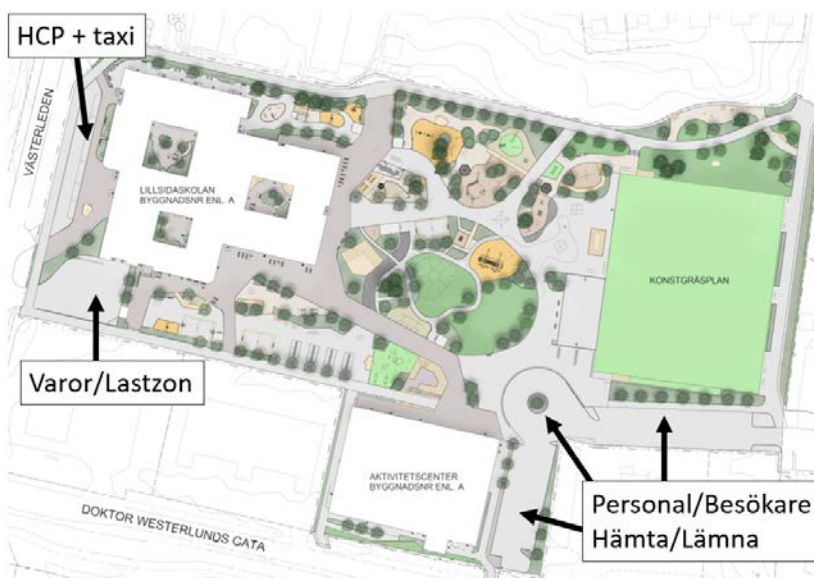 HCP + taxi
VÄSTERLEDEN
LILLSIDASKOLAN
BYGGNADSNR ENL. A
KONSTGRÄSPLAN
Varor/Lastzon
AKTIVITETSCENTER
BYGGNADSNR ENL. A
Personal/Besökare
Hämta/Lämna
DOKTOR WESTERLUNDS GATA